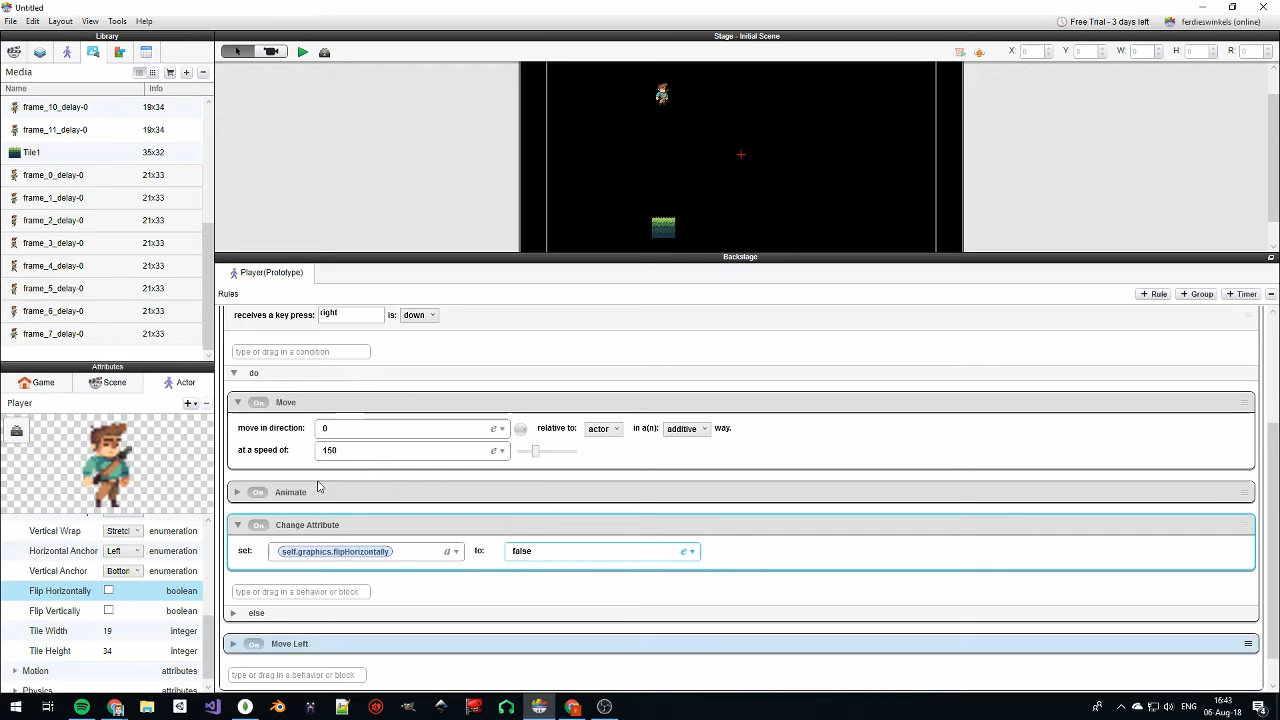 Untitled
File Edit Layout View Tools Help
Free Trial - 3 days left
ferdieswinkels (online)
Library
Stage - Initial Scene
X: 0 Y: 0 W: 0 H: 0 R: 0
Media
Name Info
frame_10_delay-0 19x34
frame_11_delay-0 19x34
Tile1 35x32
frame_0_delay-0 21x33
frame_1_delay-0 21x33
frame_2_delay-0 21x33
frame_3_delay-0 21x33
frame_4_delay-0 21x33
frame_5_delay-0 21x33
frame_6_delay-0 21x33
frame_7_delay-0 21x33
Backstage
Player(Prototype)
Rules
+ Rule + Group + Timer
receives a key press: right is: down
type or drag in a condition
do
On Move
move in direction: 0 e relative to: actor in a(n): additive way.
at a speed of: 150 e
On Animate
On Change Attribute
set: self.graphics.flipHorizontally a to: false e
type or drag in a behavior or block
else
On Move Left
type or drag in a behavior or block
Attributes
Game Scene Actor
Player
Vertical Wrap Stretch enumeration
Horizontal Anchor Left enumeration
Vertical Anchor Bottom enumeration
Flip Horizontally boolean
Flip Vertically boolean
Tile Width 19 integer
Tile Height 34 integer
Motion attributes
Physics attributes
ENG
16:43
06-Aug-18